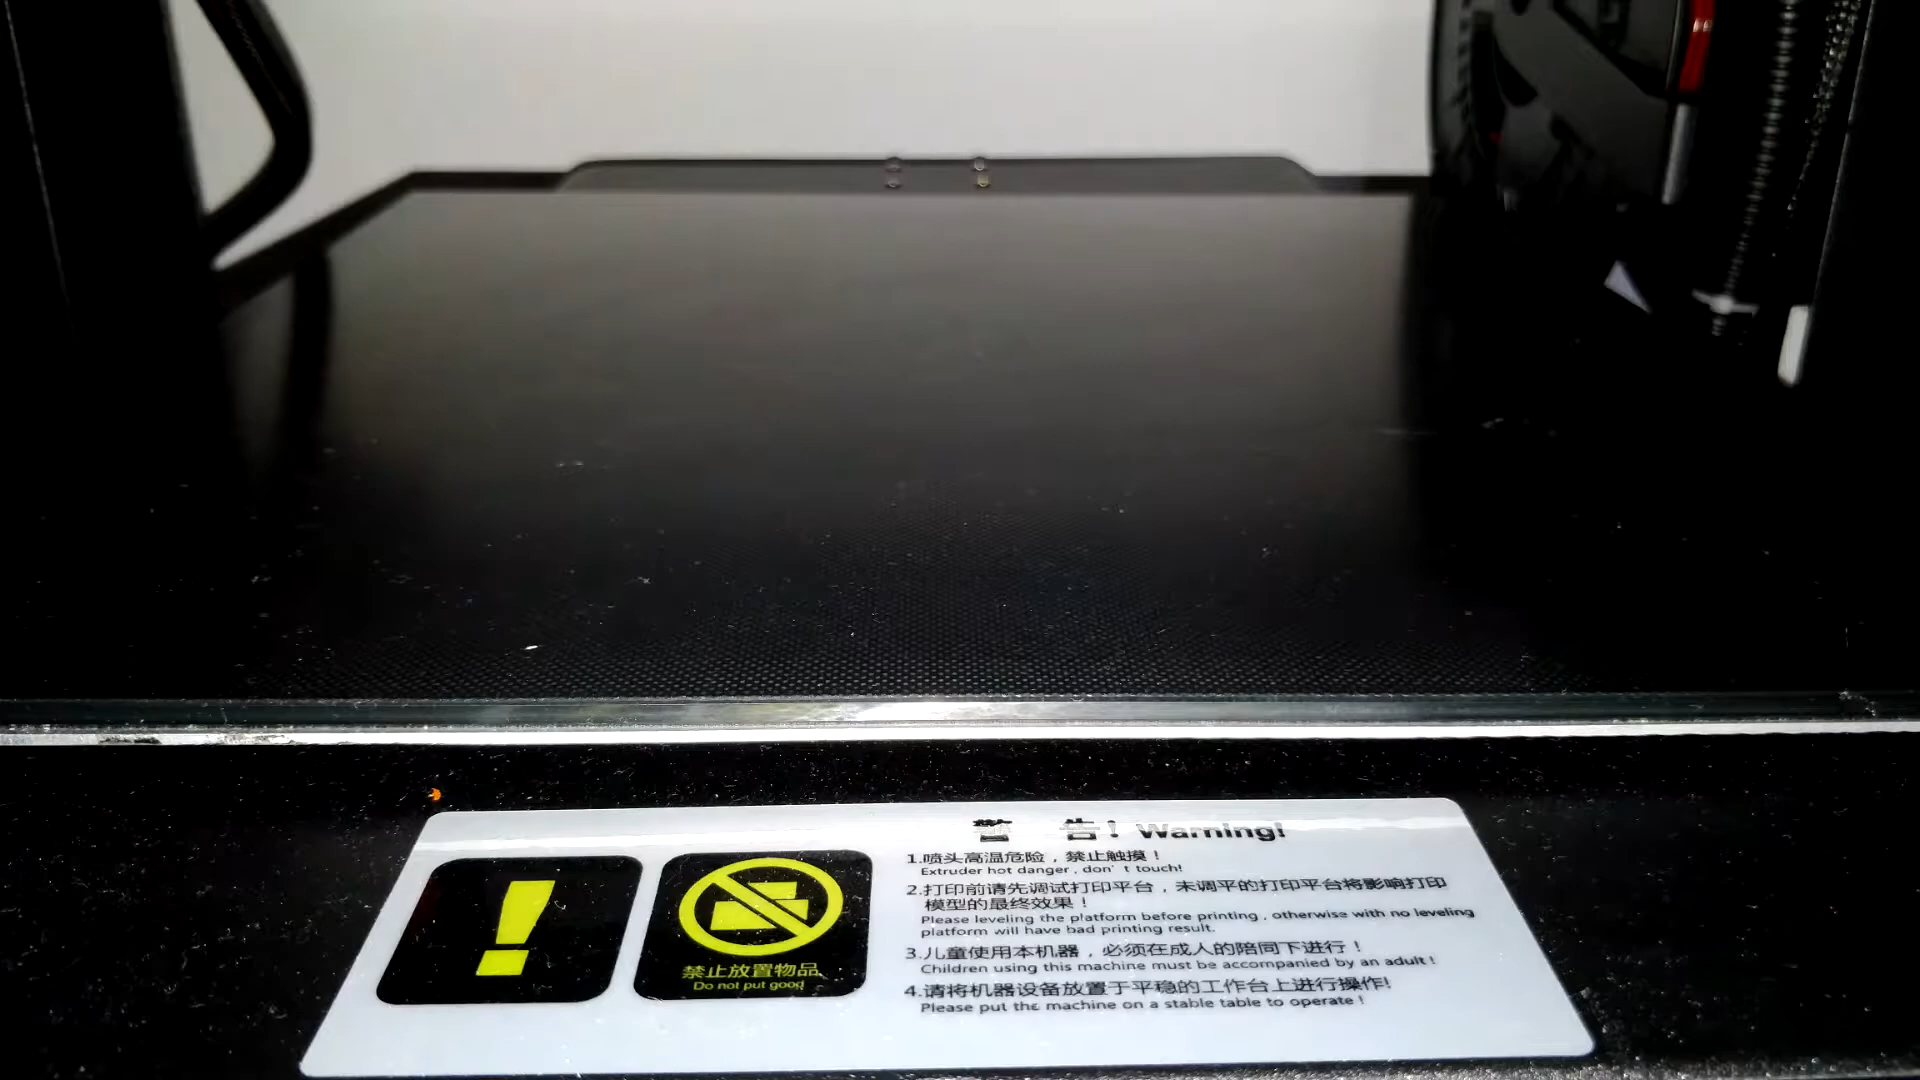 警 告! Warning!
1.喷头高温危险，禁止触摸！
Extruder hot danger , don't touch!
2.打印前请先调试打印平台，未调平的打印平台将影响打印
模型的最终效果！
Please leveling the platform before printing , otherwise with no leveling
platform will have bad printing result.
3.儿童使用本机器，必须在成人的陪同下进行！
Children using this machine must be accompanied by an adult !
4.请将机器设备放置于平稳的工作台上进行操作!
Please put the machine on a stable table to operate !
禁止放置物品
Do not put good